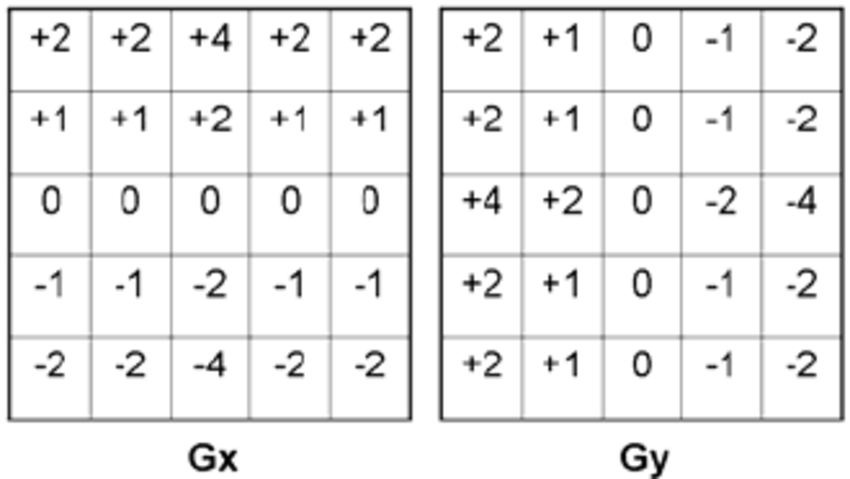 +2 +2 +4 +2 +2
+1 +1 +2 +1 +1
0 0 0 0 0
-1 -1 -2 -1 -1
-2 -2 -4 -2 -2
Gx
+2 +1 0 -1 -2
+2 +1 0 -1 -2
+4 +2 0 -2 -4
+2 +1 0 -1 -2
+2 +1 0 -1 -2
Gy